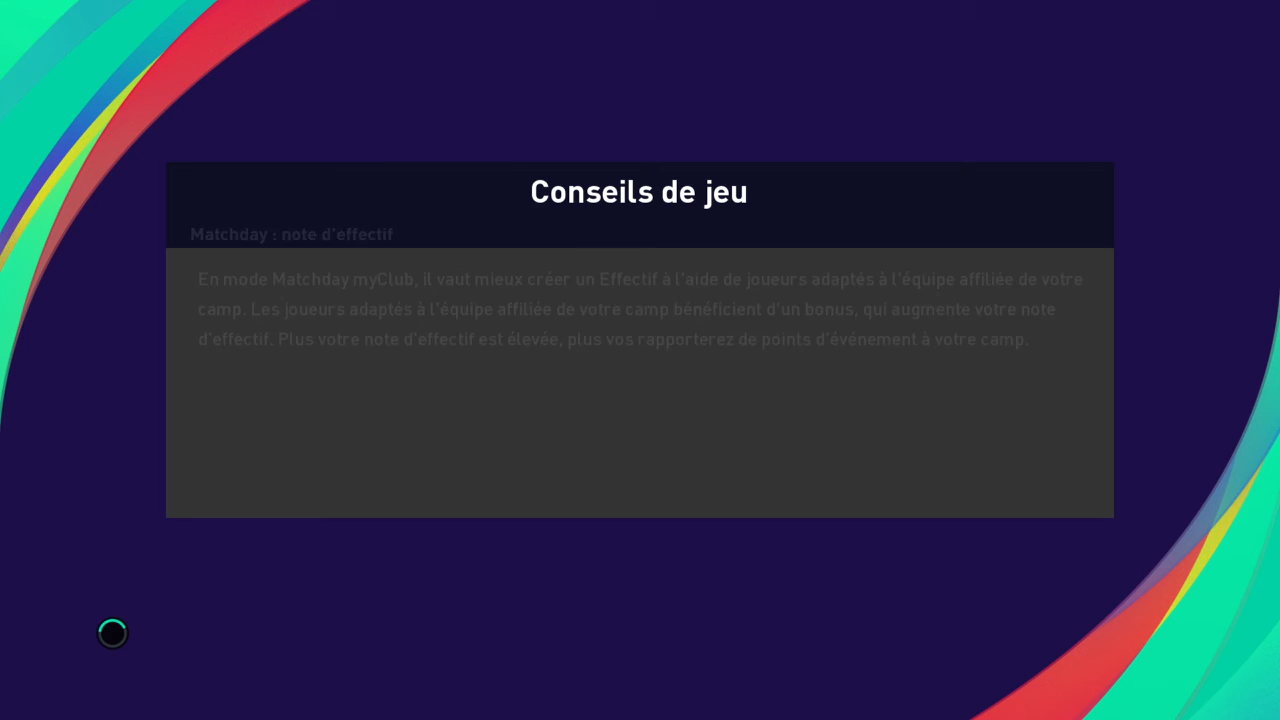 Conseils de jeu
Matchday : note d'effectif
En mode Matchday myClub, il vaut mieux créer un Effectif à l'aide de joueurs adaptés à l'équipe affiliée de votre
camp. Les joueurs adaptés à l'équipe affiliée de votre camp bénéficient d'un bonus, qui augmente votre note
d'effectif. Plus votre note d'effectif est élevée, plus vos rapporterez de points d'événement à votre camp.